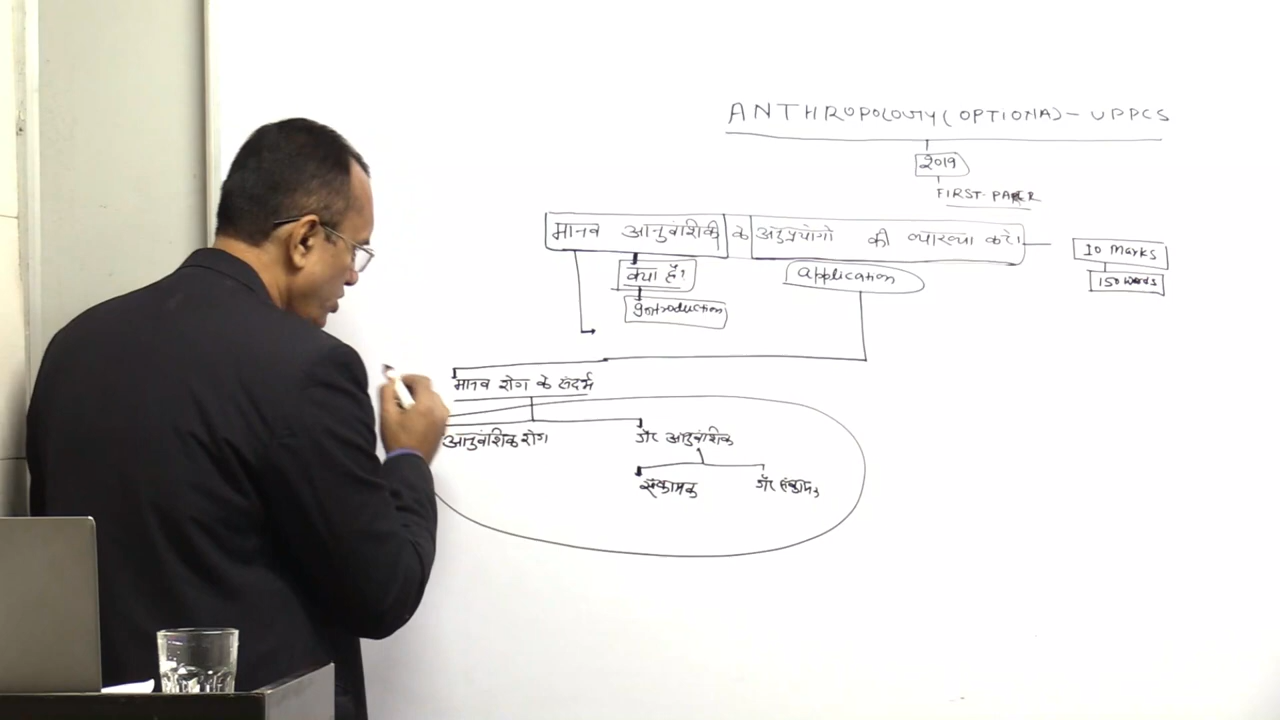 ANTHROPOLOGY (OPTIONAL) - UPPCS
2019
FIRST-PAPER
मानव आनुवांशिकी के अनुप्रयोगो की व्याख्या करें।
10 Marks
150 words
क्या है?
Introduction
Application
मानव रोग के संदर्भ
आनुवांशिक रोग
गैर आनुवांशिक
संक्रामक
गैर संक्रामक